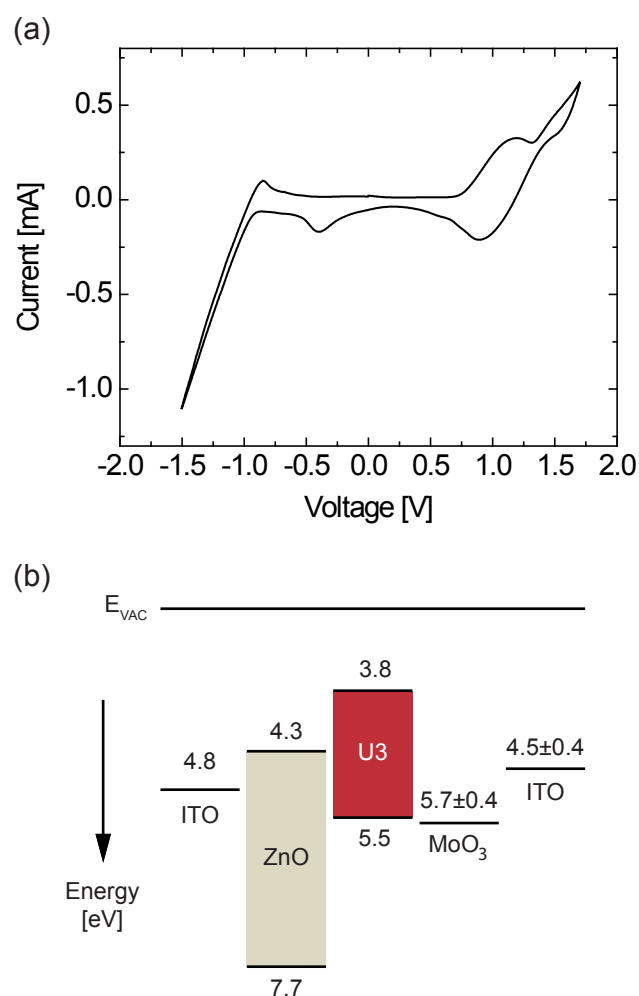 (a)
0.5
0.0
-0.5
-1.0
Current [mA]
-2.0 -1.5 -1.0 -0.5 0.0 0.5 1.0 1.5 2.0
Voltage [V]
(b)
E_VAC
3.8
4.3
U3
4.5±0.4
4.8
5.7±0.4
ITO
ITO
5.5
MoO₃
ZnO
Energy
[eV]
7.7